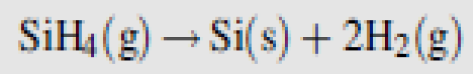 SiH₄(g) → Si(s) + 2H₂(g)